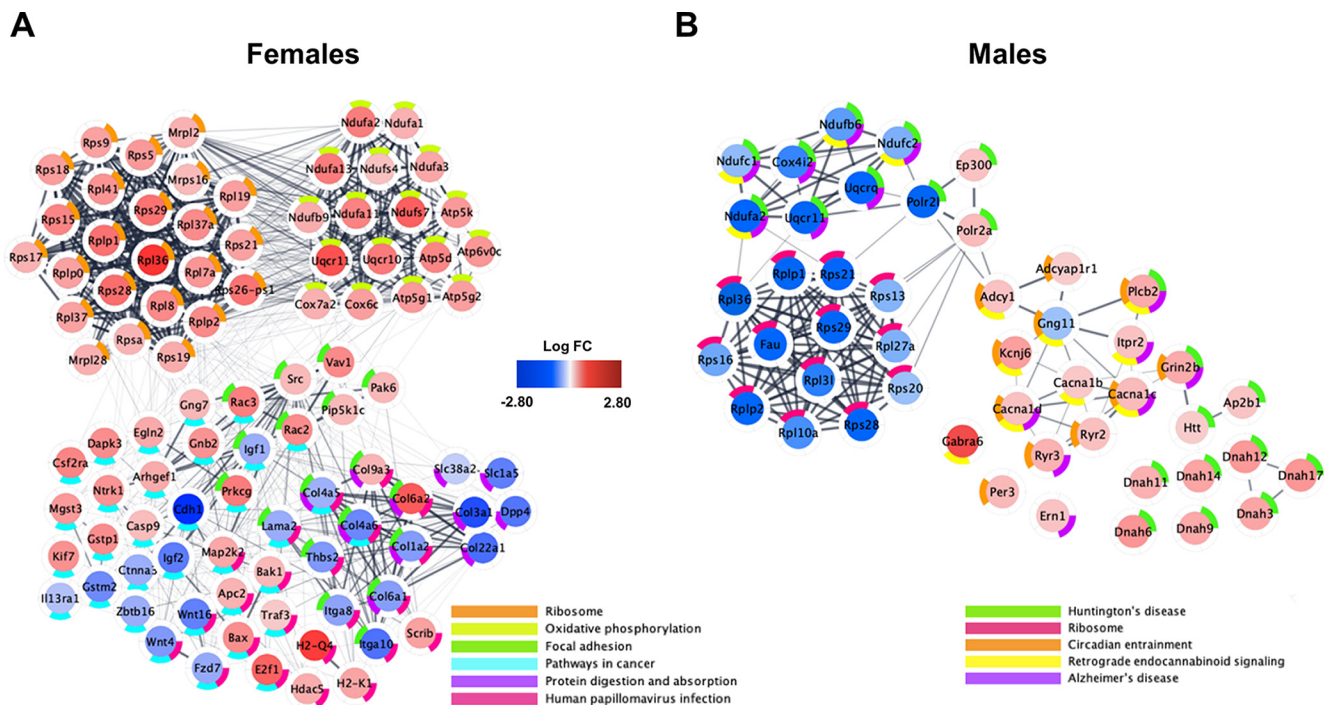 A
Females
Mrpl2
Rps9
Rps5
Rps18
Mrps16
Rpl41
Rpl19
Rps29
Rps15
Rpl37a
Rplp1
Rps21
Rps17
Rpl36
Rplp0
Rpl7a
Rps28
Rps26-ps1
Rpl8
Rpl37
Rplp2
Rpsa
Mrpl28
Rps19
Ndufa2
Ndufa1
Ndufa13
Ndufs4
Ndufa3
Ndufb9
Ndufa11
Ndufs7
Atp5k
Uqcr11
Uqcr10
Atp5d
Atp6v0c
Cox7a2
Cox6c
Atp5g1
Atp5g2
Log FC
-2.80
2.80
Vav1
Src
Pak6
Rac3
Gng7
Pip5k1c
Egln2
Rac2
Dapk3
Gnb2
Igf1
Csf2ra
Arhgef1
Col9a3
Slc38a2
Slc1a5
Ntrk1
Prkcg
Col4a5
Col6a2
Mgst3
Cdh1
Col3a1
Dpp4
Casp9
Lama2
Col4a6
Gstp1
Col1a2
Col22a1
Kif7
Map2k2
Thbs2
Ctnna3
Igf2
Bak1
Gstm2
Il13ra1
Apc2
Col6a1
Zbtb16
Wnt16
Traf3
Itga8
Wnt4
Bax
H2-Q4
Itga10
Scrib
Fzd7
E2f1
Hdac5
H2-K1
Ribosome
Oxidative phosphorylation
Focal adhesion
Pathways in cancer
Protein digestion and absorption
Human papillomavirus infection
B
Males
Ndufb6
Ndufc2
Ndufc1
Cox4i2
Ep300
Uqcrq
Polr2l
Ndufa2
Uqcr11
Polr2a
Rplp1
Rps21
Adcyap1r1
Rpl36
Rps13
Adcy1
Plcb2
Gng11
Rps29
Fau
Rpl27a
Itpr2
Rps16
Kcnj6
Grin2b
Rpl3l
Rps20
Cacna1b
Cacna1c
Rplp2
Cacna1d
Ap2b1
Rpl10a
Rps28
Htt
Ryr2
Gabra6
Ryr3
Dnah12
Dnah11
Dnah14
Dnah17
Per3
Ern1
Dnah3
Dnah6
Dnah9
Huntington's disease
Ribosome
Circadian entrainment
Retrograde endocannabinoid signaling
Alzheimer's disease